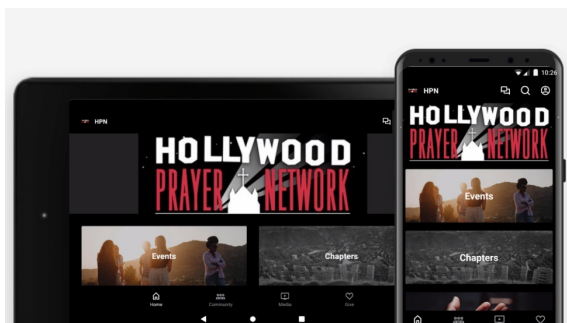 HPN
HOLLYWOOD
PRAYER NETWORK
Events
Chapters
Home
Community
Media
Give
10:26
HPN
HOLLYWOOD
PRAYER NETWORK
Events
Chapters